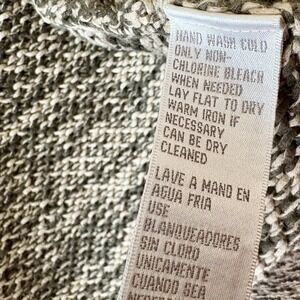 HAND WASH COLD
ONLY NON-
CHLORINE BLEACH
WHEN NEEDED
LAY FLAT TO DRY
WARM IRON IF
NECESSARY
CAN BE DRY
CLEANED
LAVE A MANO EN
AGUA FRIA
USE
BLANQUEADORES
SIN CLORO
UNICAMENTE
CUANDO SEA